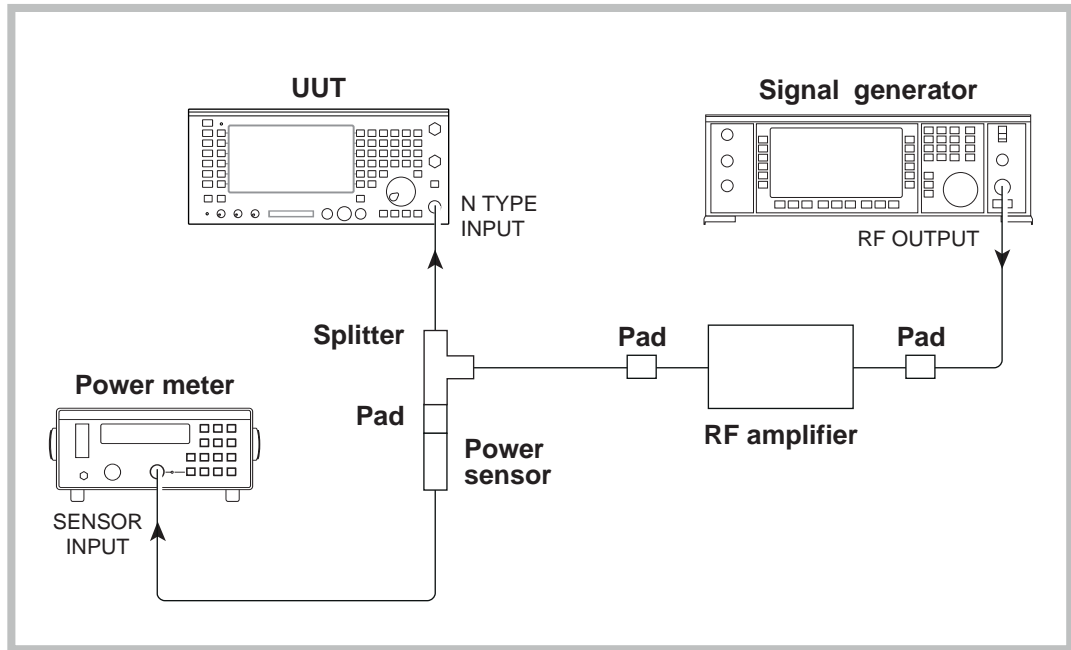 UUT
Signal generator
N TYPE
INPUT
RF OUTPUT
Splitter
Pad
Pad
Power meter
Pad
RF amplifier
Power
sensor
SENSOR
INPUT